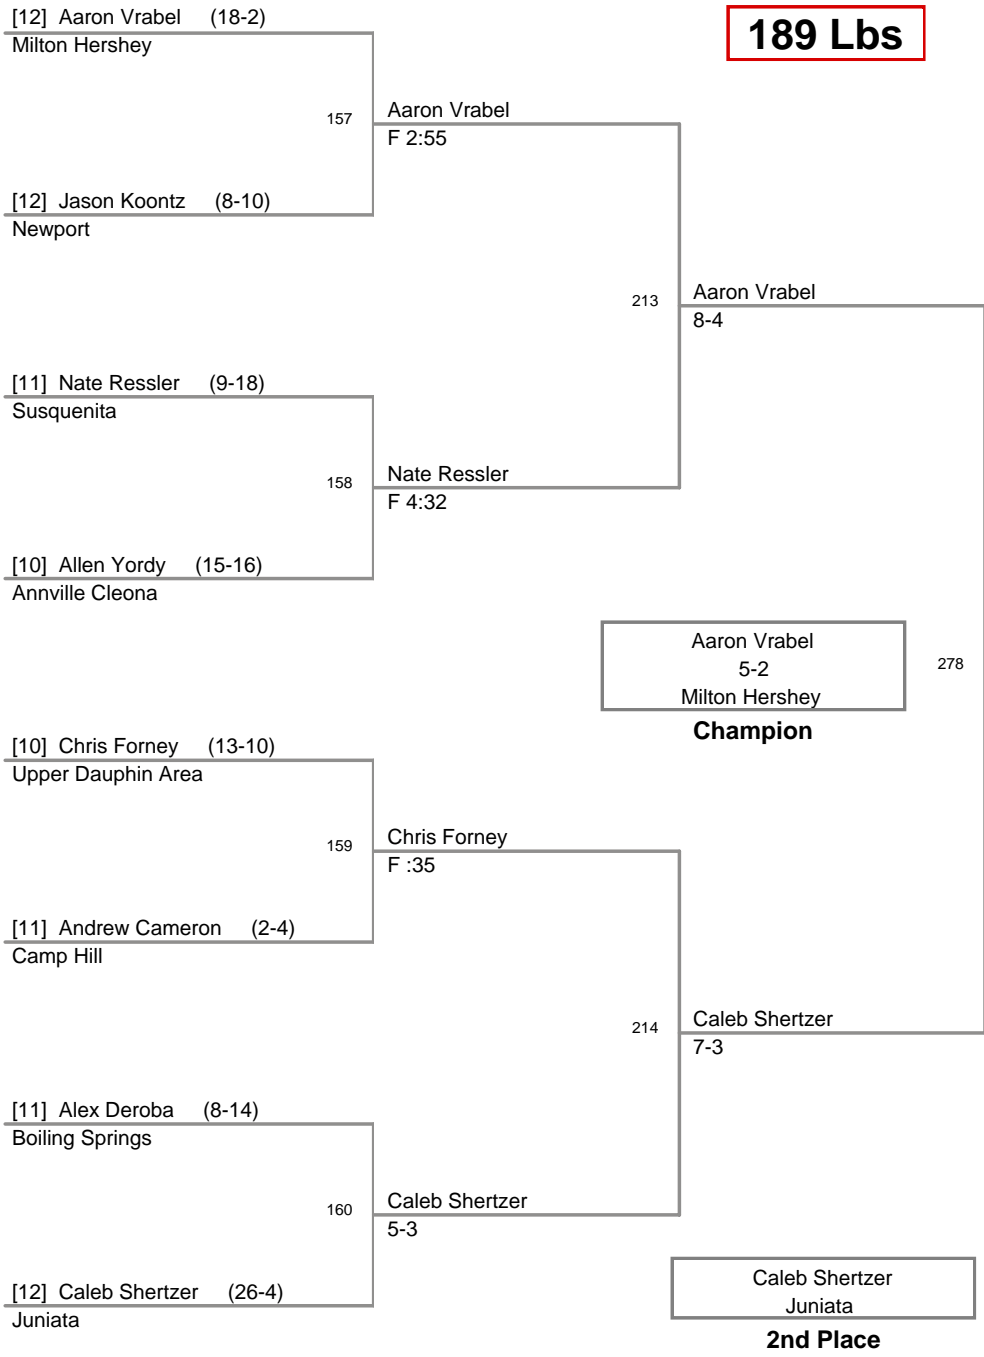 [12] Aaron Vrabel (18-2)
Milton Hershey
189 Lbs
157
Aaron Vrabel
F 2:55
[12] Jason Koontz (8-10)
Newport
213
Aaron Vrabel
8-4
[11] Nate Ressler (9-18)
Susquenita
158
Nate Ressler
F 4:32
[10] Allen Yordy (15-16)
Annville Cleona
Aaron Vrabel
5-2
Milton Hershey
Champion
278
[10] Chris Forney (13-10)
Upper Dauphin Area
159
Chris Forney
F :35
[11] Andrew Cameron (2-4)
Camp Hill
214
Caleb Shertzer
7-3
[11] Alex Deroba (8-14)
Boiling Springs
160
Caleb Shertzer
5-3
[12] Caleb Shertzer (26-4)
Juniata
Caleb Shertzer
Juniata
2nd Place